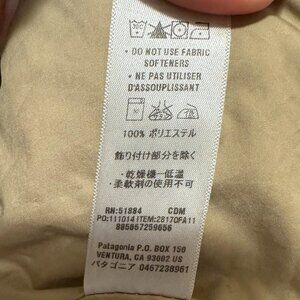 30C
• DO NOT USE FABRIC
SOFTENERS
• NE PAS UTILISER
D'ASSOUPLISSANT
100% ポリエステル
飾り付け部分を除く
・乾燥機一低温
・柔軟剤の使用不可
RN:51884 CDM
PO:111014 ITEM:28170FA11
885857259656
Patagonia P.O. BOX 150
VENTURA, CA 93002 US
パタゴニア 0467238961